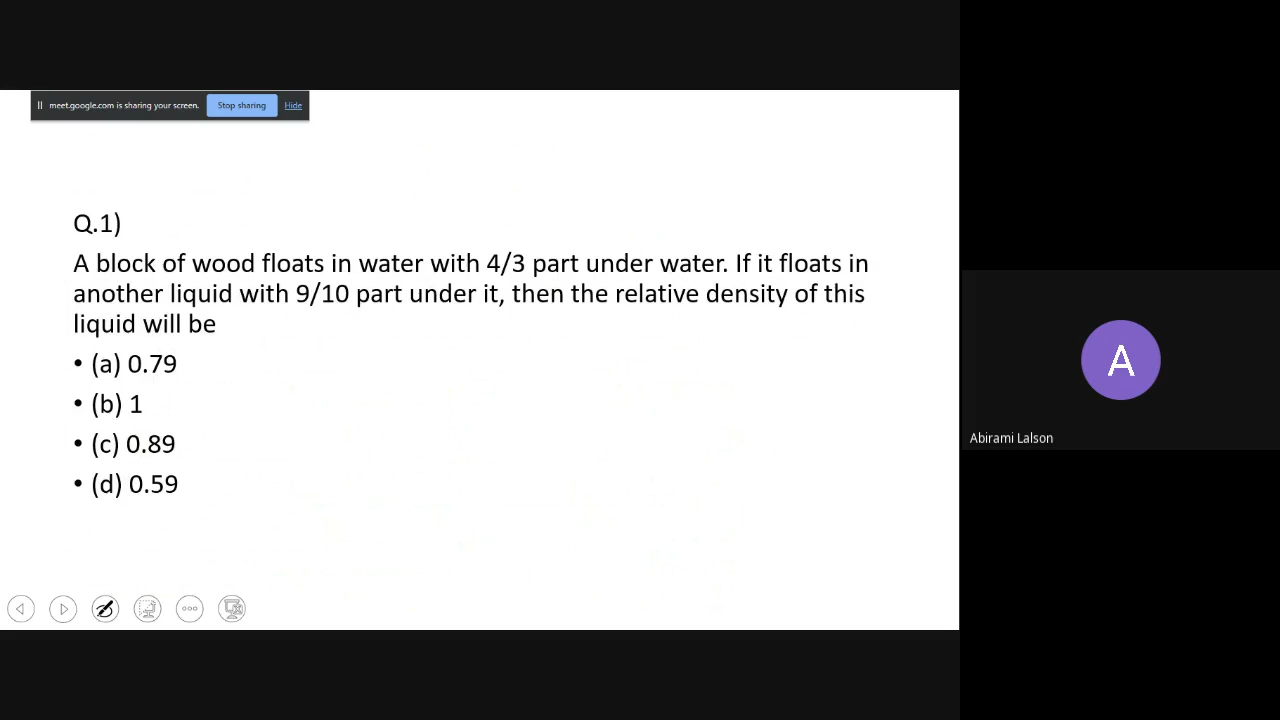 meet.google.com is sharing your screen. Stop sharing Hide
Q.1)
A block of wood floats in water with 4/3 part under water. If it floats in
another liquid with 9/10 part under it, then the relative density of this
liquid will be
• (a) 0.79
• (b) 1
• (c) 0.89
• (d) 0.59
A
Abirami Lalson